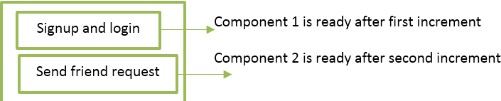 Signup and login
Component 1 is ready after first increment
Send friend request
Component 2 is ready after second increment